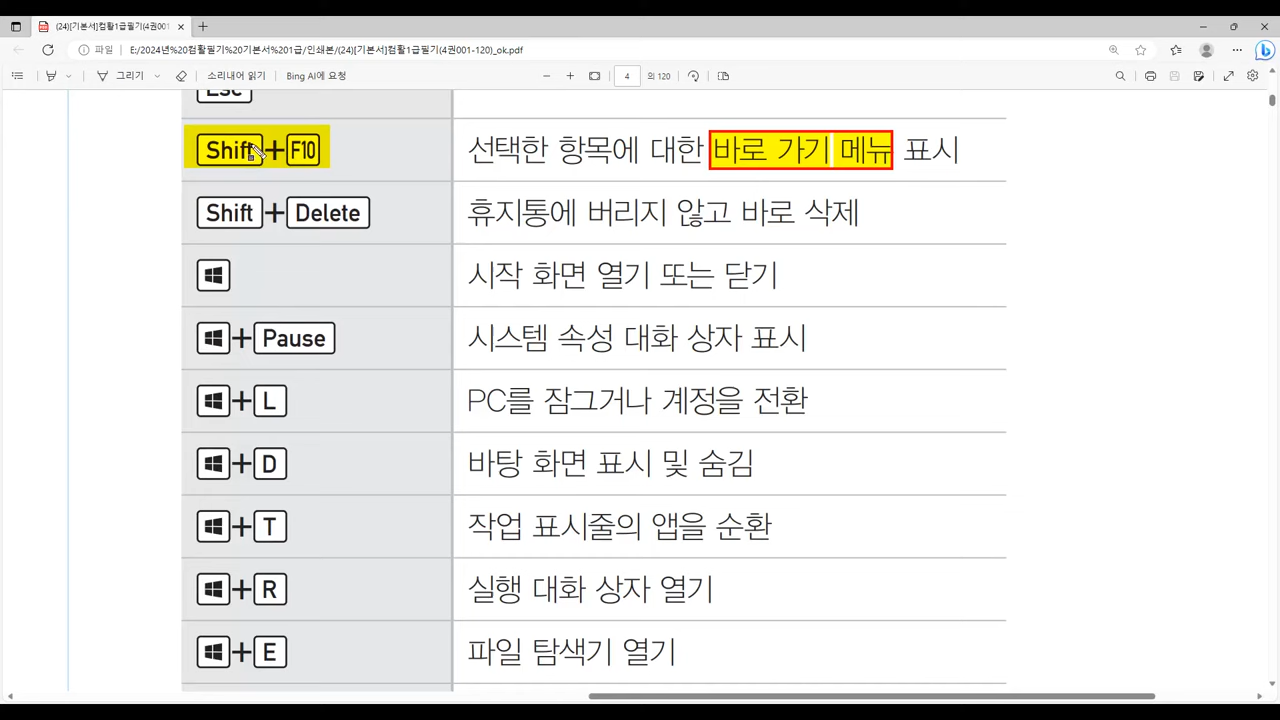 (24)[기본서]컴활1급필기(4권001
파일
E:/2024년%20컴활필기%20기본서%201급/인쇄본/(24)[기본서]컴활1급필기(4권001-120)_ok.pdf
그리기
소리내어 읽기
Bing AI에 요청
4
의 120
Esc
Shift+F10 선택한 항목에 대한 바로 가기 메뉴 표시
Shift+Delete 휴지통에 버리지 않고 바로 삭제
시작 화면 열기 또는 닫기
+Pause 시스템 속성 대화 상자 표시
+L PC를 잠그거나 계정을 전환
+D 바탕 화면 표시 및 숨김
+T 작업 표시줄의 앱을 순환
+R 실행 대화 상자 열기
+E 파일 탐색기 열기